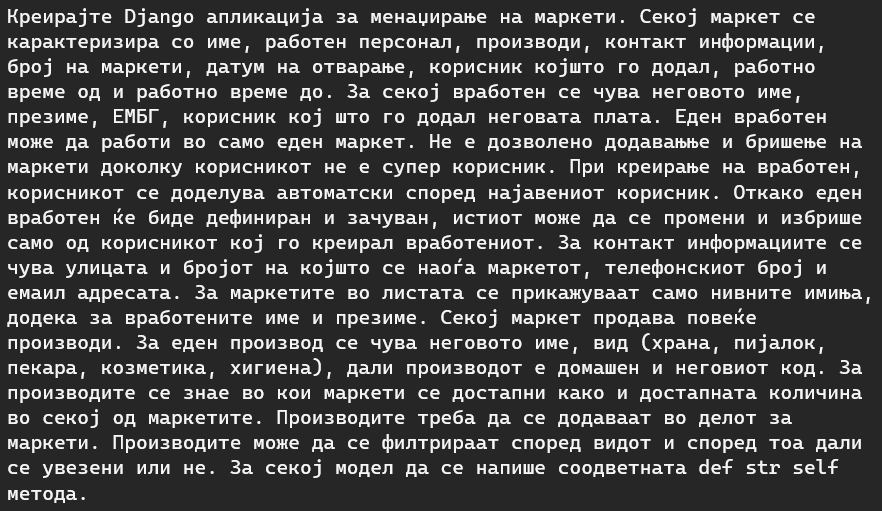 Креирајте Django апликација за менаџирање на маркети. Секој маркет се
карактеризира со име, работен персонал, производи, контакт информации,
број на маркети, датум на отварање, корисник којшто го додал, работно
време од и работно време до. За секој вработен се чува неговото име,
презиме, ЕМБГ, корисник кој што го додал неговата плата. Еден вработен
може да работи во само еден маркет. Не е дозволено додавањње и бришење на
маркети доколку корисникот не е супер корисник. При креирање на вработен,
корисникот се доделува автоматски според најавениот корисник. Откако еден
вработен ќе биде дефиниран и зачуван, истиот може да се промени и избрише
само од корисникот кој го креирал вработениот. За контакт информациите се
чува улицата и бројот на којшто се наоѓа маркетот, телефонскиот број и
емаил адресата. За маркетите во листата се прикажуваат само нивните имиња,
додека за вработените име и презиме. Секој маркет продава повеќе
производи. За еден производ се чува неговото име, вид (храна, пијалок,
пекара, козметика, хигиена), дали производот е домашен и неговиот код. За
производите се знае во кои маркети се достапни како и достапната количина
во секој од маркетите. Производите треба да се додаваат во делот за
маркети. Производите може да се филтрираат според видот и според тоа дали
се увезени или не. За секој модел да се напише соодветната def str self
метода.